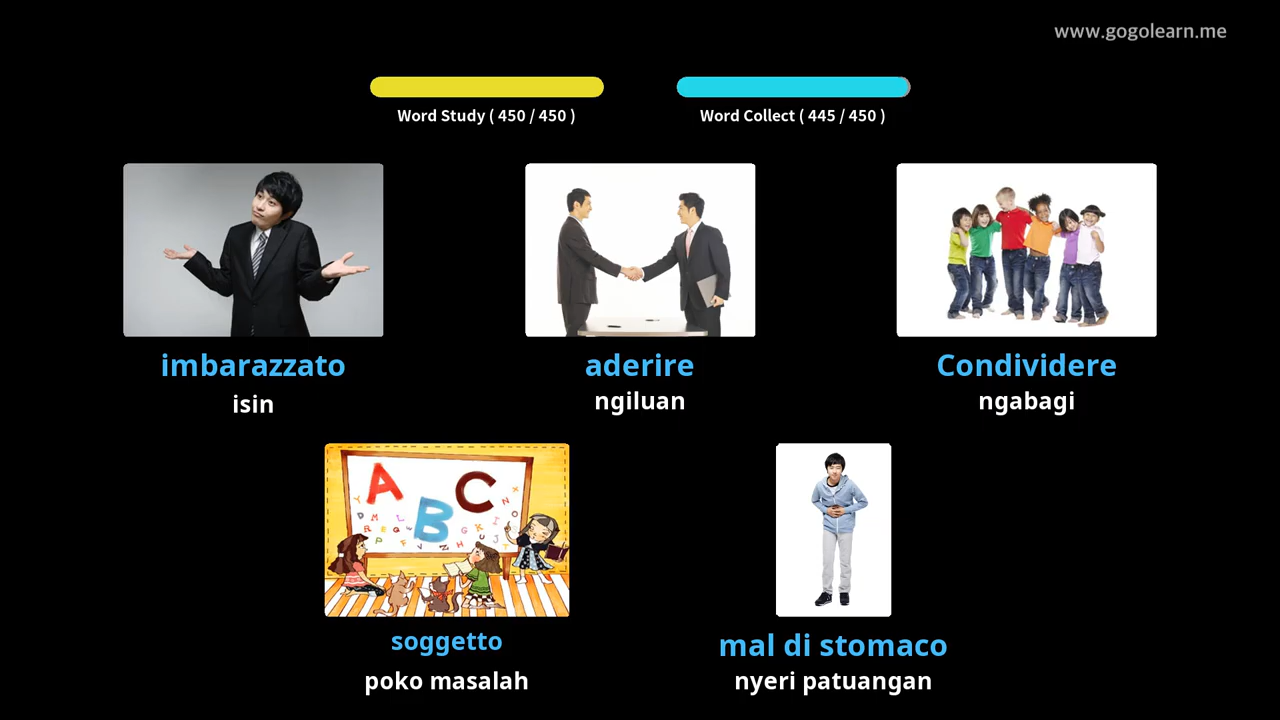 www.gogolearn.me
Word Study ( 450 / 450 )
Word Collect ( 445 / 450 )
imbarazzato
isin
aderire
ngiluan
Condividere
ngabagi
A B C
soggetto
poko masalah
mal di stomaco
nyeri patuangan